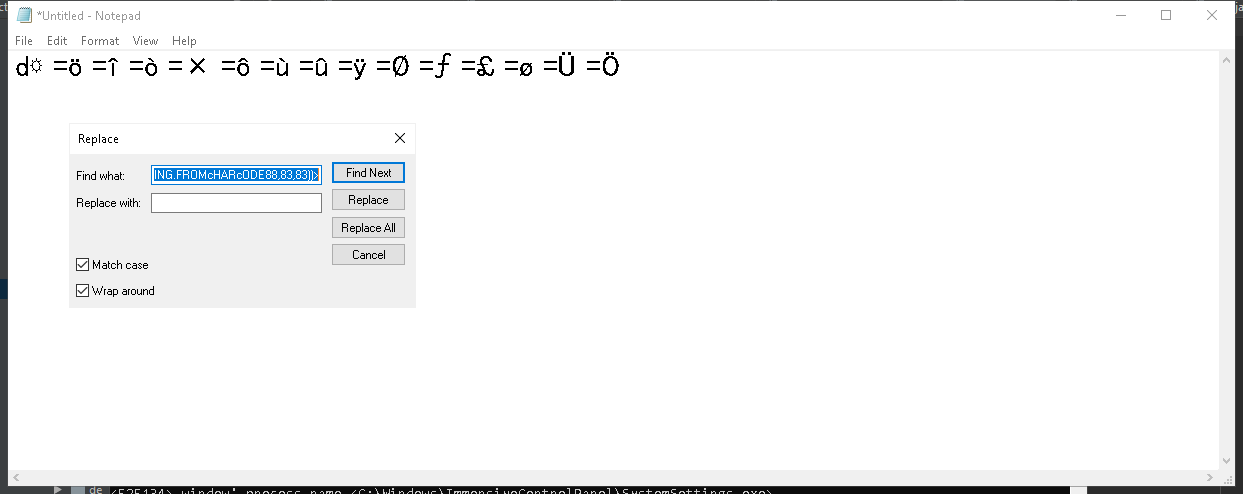 *Untitled - Notepad
File Edit Format View Help
d☼ =ö =î =ò =× =ô =ù =û =ÿ =Ø =ƒ =£ =ø =Ü =Ö
Replace
Find what: ING.FROMcHARcODE88,83,83))> Find Next
Replace with: Replace
Replace All
Cancel
Match case
Wrap around
de <525134> window' process name <C:\Windows\ImmersiveControlPanel\SystemSettings.exe>